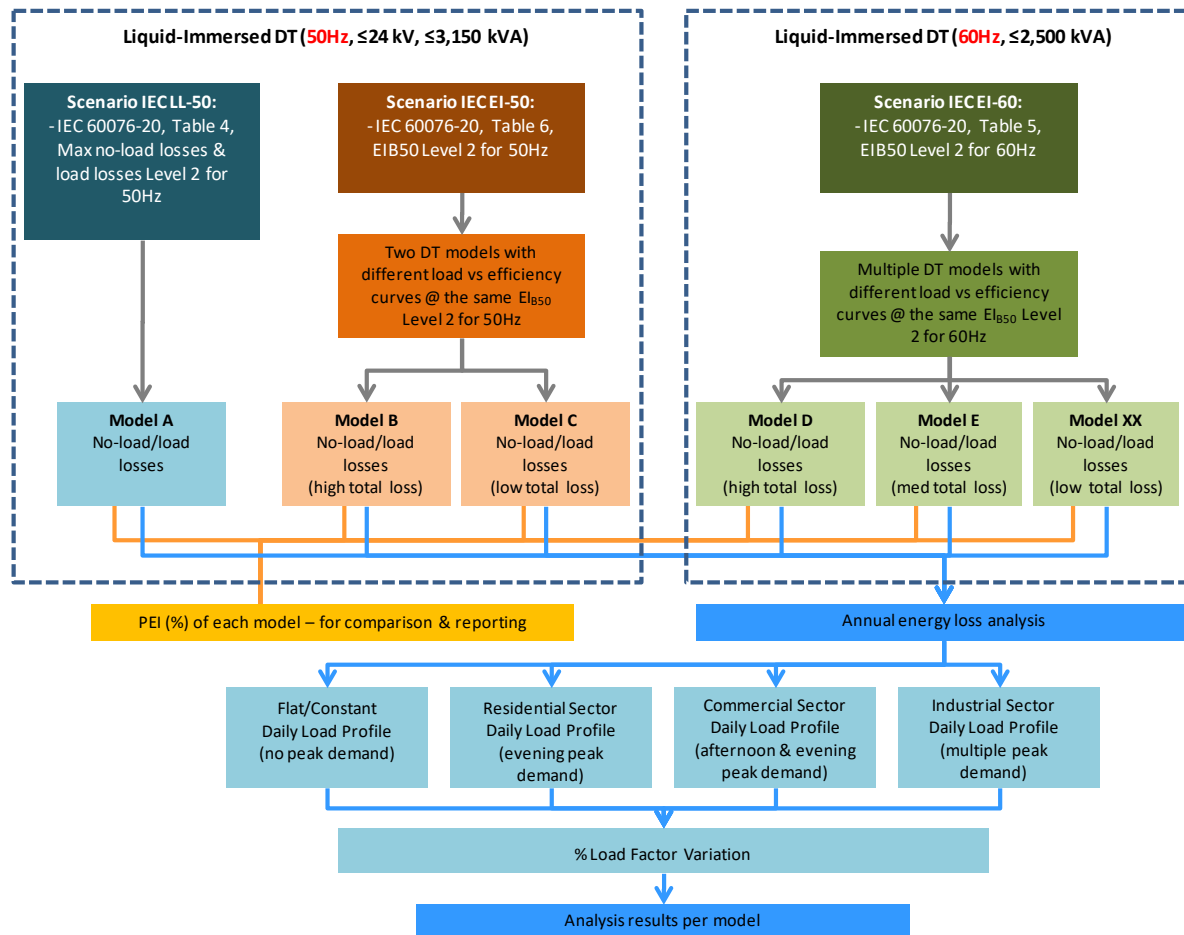 Liquid-Immersed DT (50Hz, ≤24 kV, ≤3,150 kVA)
Liquid-Immersed DT (60Hz, ≤2,500 kVA)
Scenario IEC LL-50:
- IEC 60076-20, Table 4,
Max no-load losses &
load losses Level 2 for
50Hz
Scenario IEC EI-50:
- IEC 60076-20, Table 6,
EIB50 Level 2 for 50Hz
Scenario IEC EI-60:
- IEC 60076-20, Table 5,
EIB50 Level 2 for 60Hz
Two DT models with
different load vs efficiency
curves @ the same EIB50
Level 2 for 50Hz
Multiple DT models with
different load vs efficiency
curves @ the same EIB50 Level
2 for 60Hz
Model A
No-load/load
losses
Model B
No-load/load
losses
(high total loss)
Model C
No-load/load
losses
(low total loss)
Model D
No-load/load
losses
(high total loss)
Model E
No-load/load
losses
(med total loss)
Model XX
No-load/load
losses
(low total loss)
PEI (%) of each model – for comparison & reporting
Annual energy loss analysis
Flat/Constant
Daily Load Profile
(no peak demand)
Residential Sector
Daily Load Profile
(evening peak
demand)
Commercial Sector
Daily Load Profile
(afternoon & evening
peak demand)
Industrial Sector
Daily Load Profile
(multiple peak
demand)
% Load Factor Variation
Analysis results per model